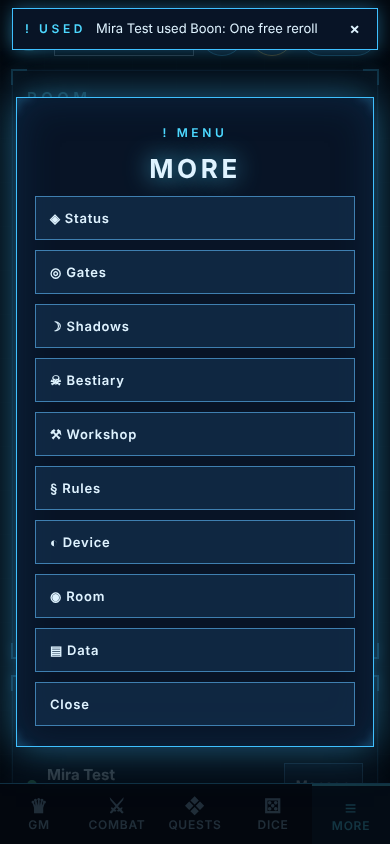 ! USED Mira Test used Boon: One free reroll ×
ROOM
! MENU
MORE
◈ Status
◎ Gates
☽ Shadows
☠ Bestiary
⚒ Workshop
§ Rules
◖ Device
◉ Room
▤ Data
Close
Mira Test
GM COMBAT QUESTS DICE MORE